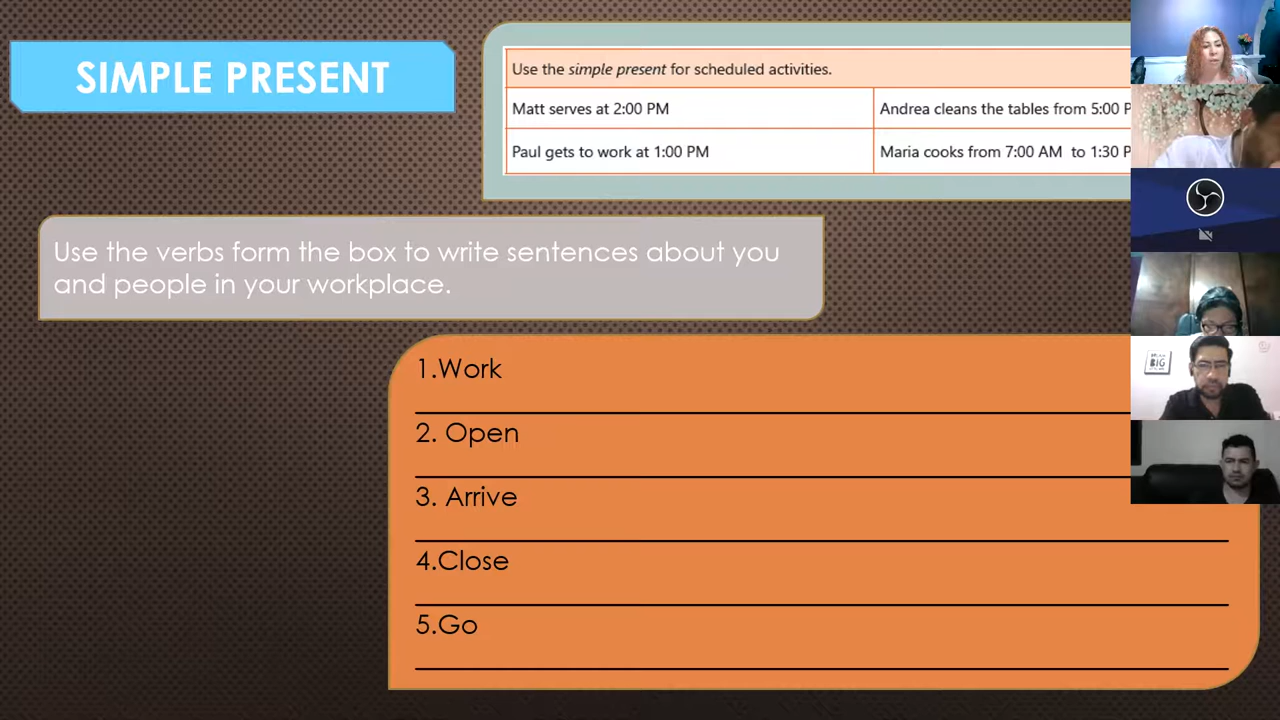 SIMPLE PRESENT
Use the simple present for scheduled activities.
Matt serves at 2:00 PM
Andrea cleans the tables from 5:00 P
Paul gets to work at 1:00 PM
Maria cooks from 7:00 AM to 1:30 P
Use the verbs form the box to write sentences about you
and people in your workplace.
1.Work
2. Open
3. Arrive
4.Close
5.Go
BIG